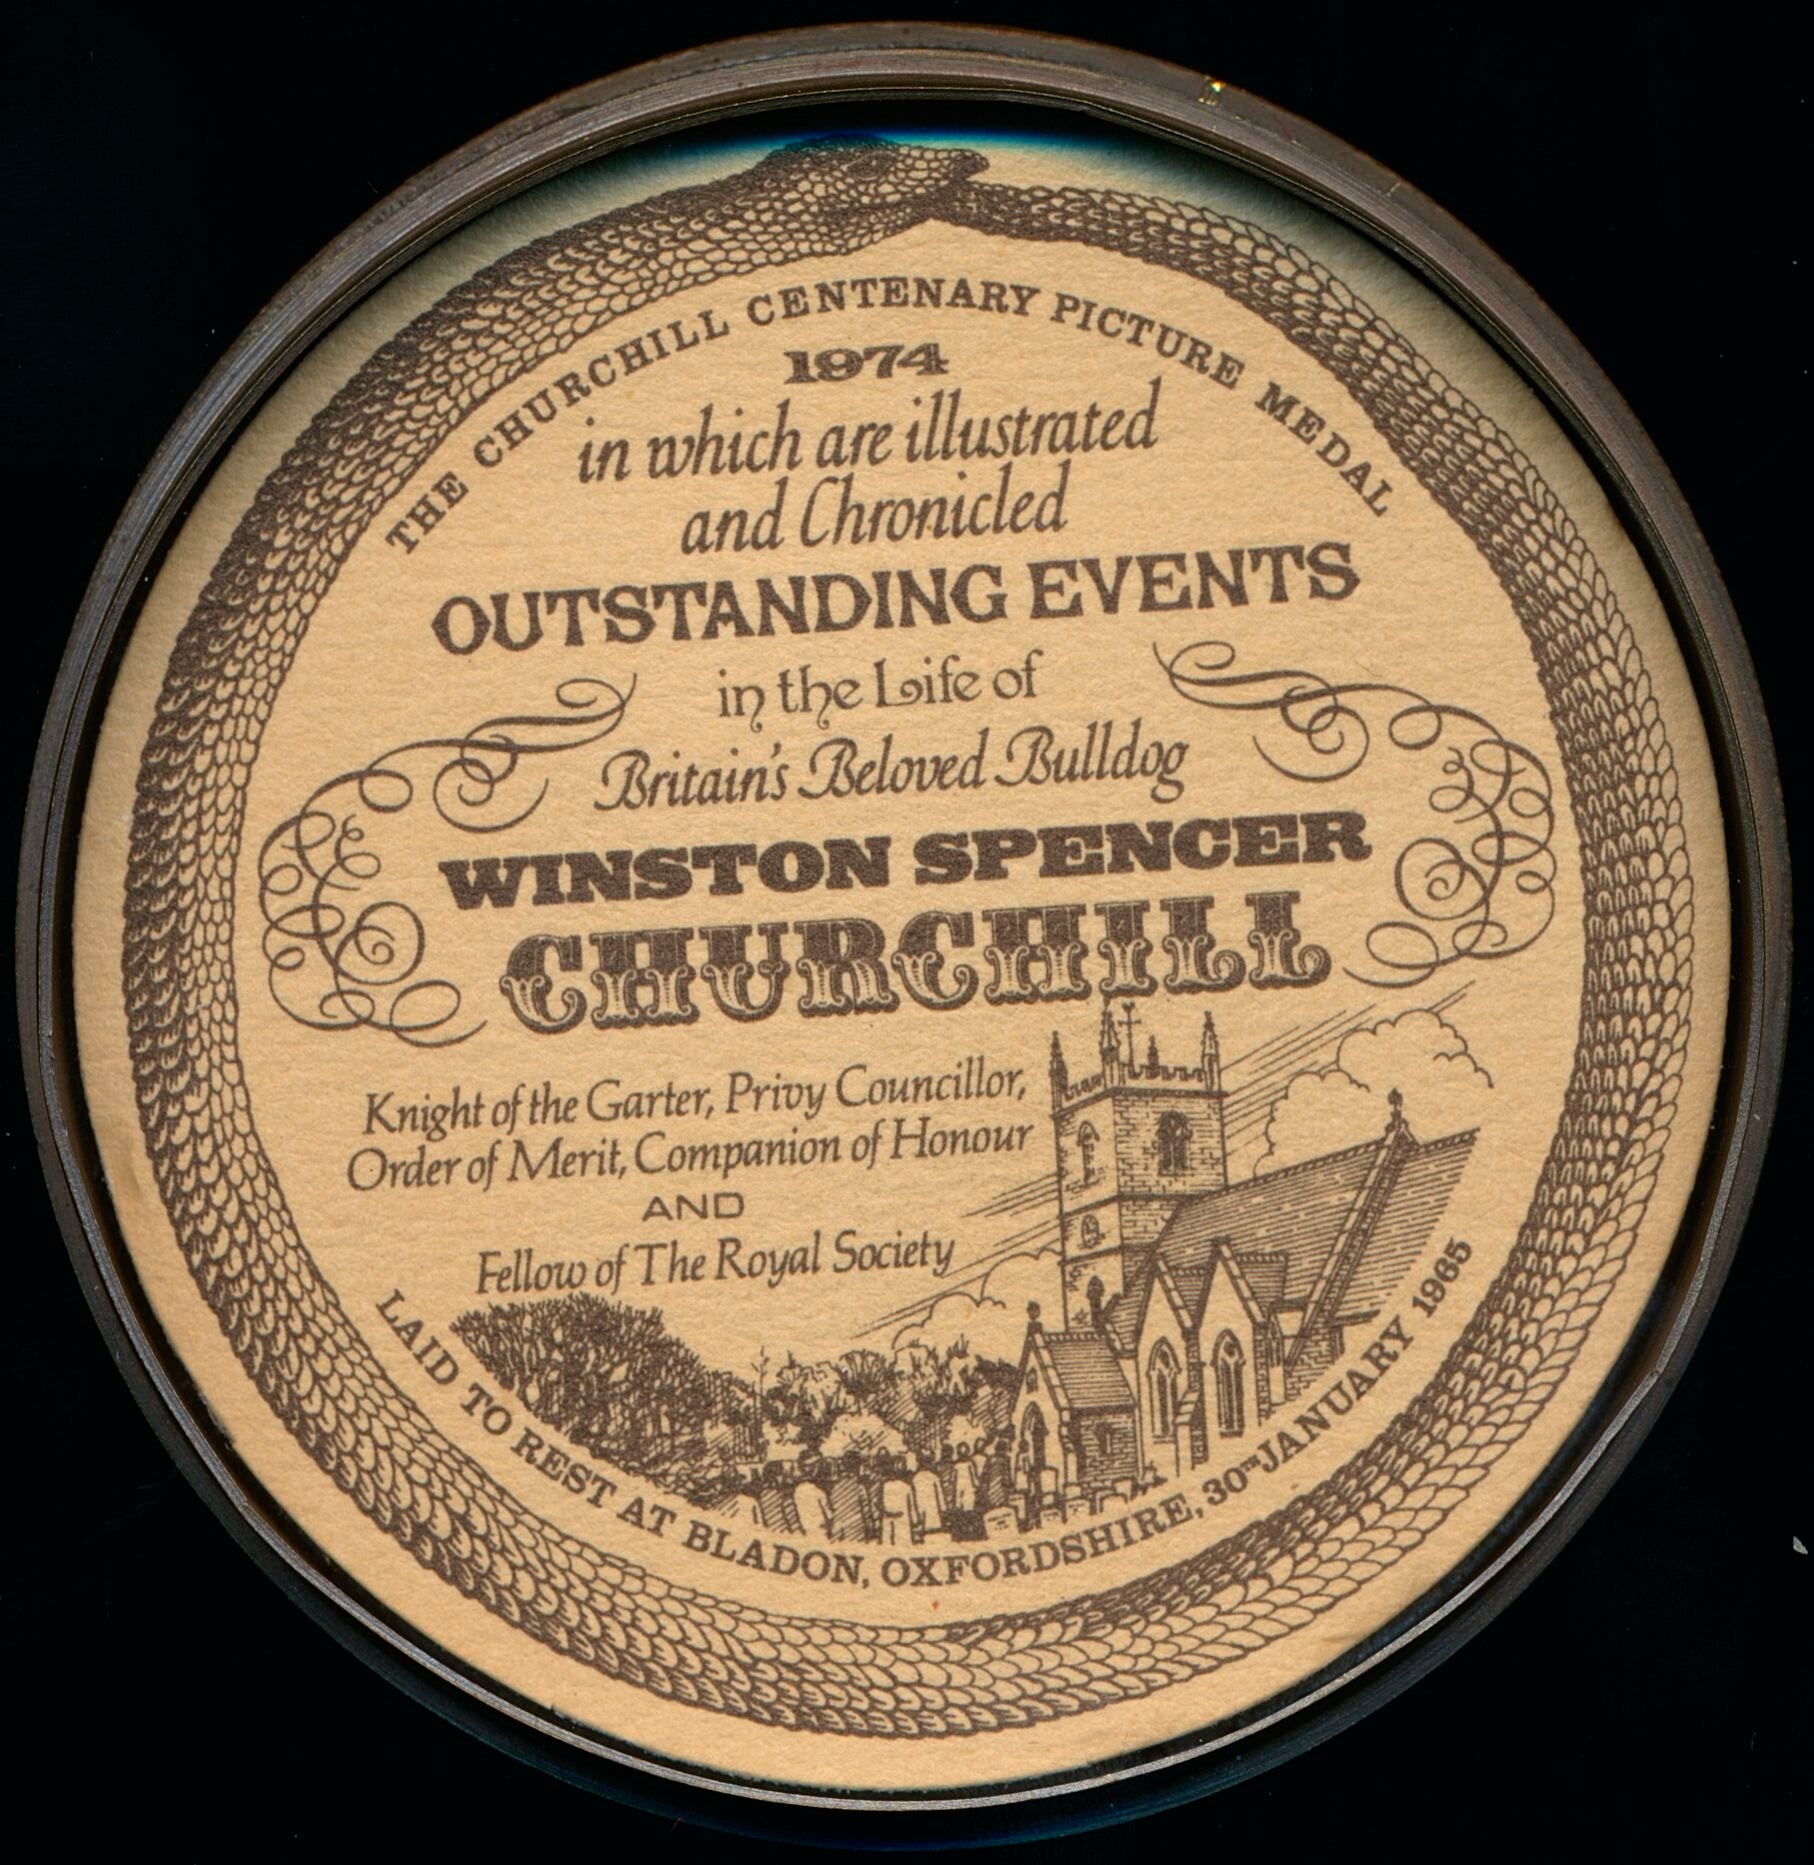 THE CHURCHILL CENTENARY PICTURE MEDAL
1974
in which are illustrated
and Chronicled
OUTSTANDING EVENTS
in the Life of
Britain's Beloved Bulldog
WINSTON SPENCER
CHURCHILL
Knight of the Garter, Privy Councillor,
Order of Merit, Companion of Honour
AND
Fellow of The Royal Society
LAID TO REST AT BLADON, OXFORDSHIRE, 30TH JANUARY 1965